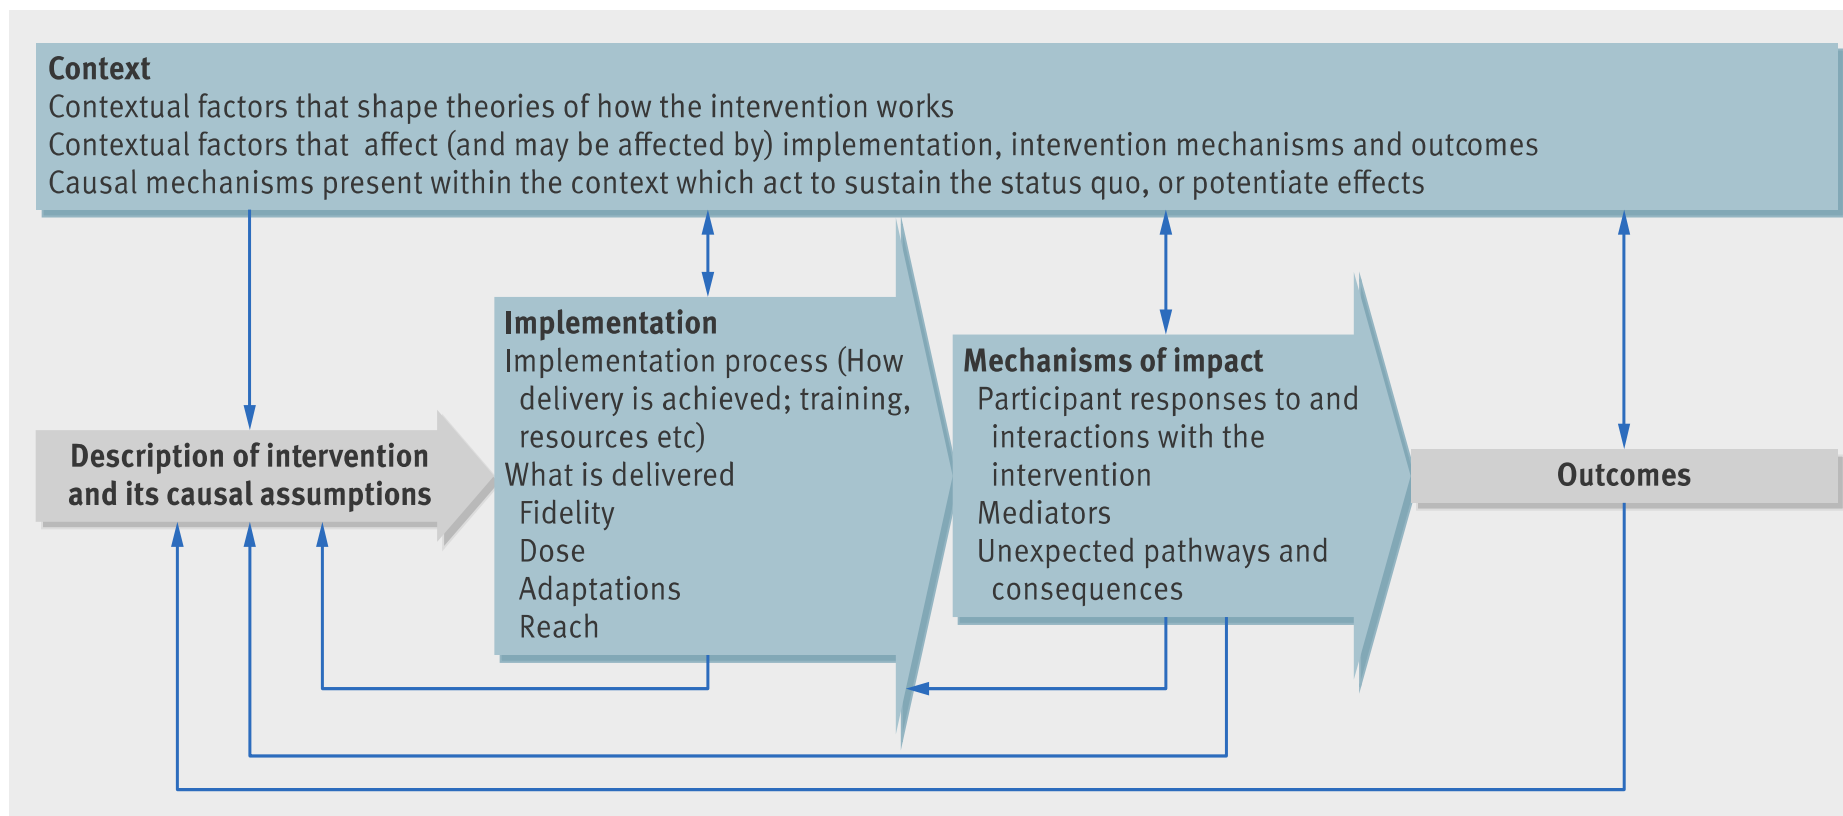 Context
Contextual factors that shape theories of how the intervention works
Contextual factors that affect (and may be affected by) implementation, intervention mechanisms and outcomes
Causal mechanisms present within the context which act to sustain the status quo, or potentiate effects
Description of intervention
and its causal assumptions
Implementation
Implementation process (How
delivery is achieved; training,
resources etc)
What is delivered
Fidelity
Dose
Adaptations
Reach
Mechanisms of impact
Participant responses to and
interactions with the
intervention
Mediators
Unexpected pathways and
consequences
Outcomes